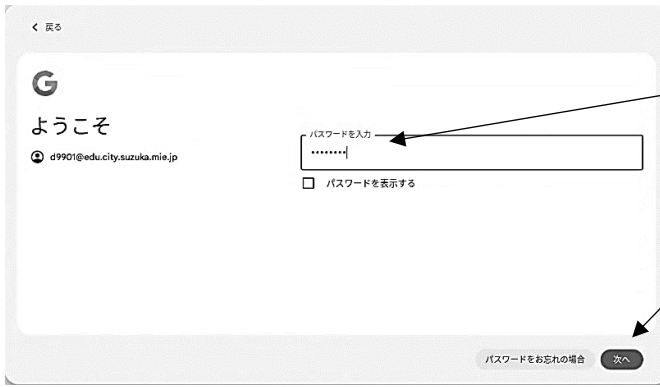 戻る
G
ようこそ
d9901@edu.city.suzuka.mie.jp
パスワードを入力
••••••••
パスワードを表示する
パスワードをお忘れの場合
次へ